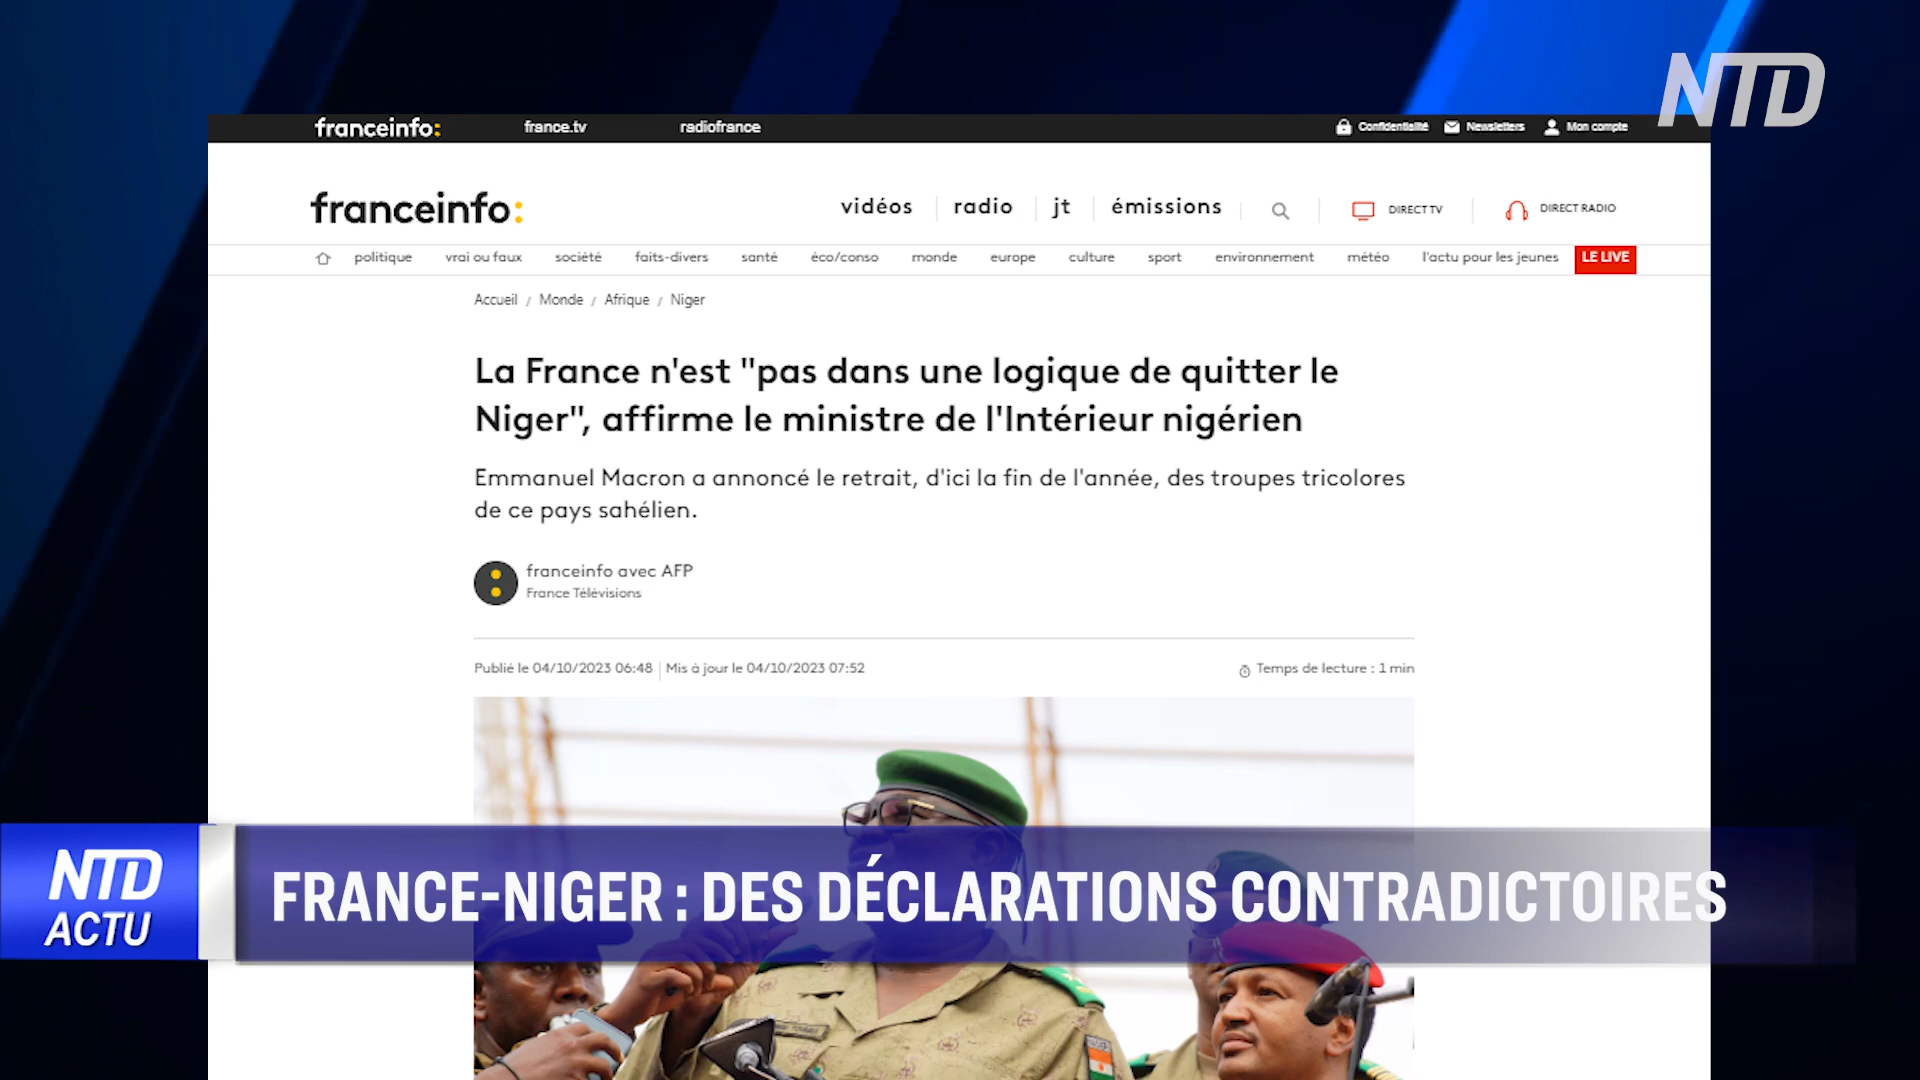 NTD
franceinfo: france.tv radiofrance Confidentialité Newsletters Mon compte
franceinfo: vidéos radio jt émissions DIRECT TV DIRECT RADIO
politique vrai ou faux société faits-divers santé éco/conso monde europe culture sport environnement météo l'actu pour les jeunes LE LIVE
Accueil / Monde / Afrique / Niger
La France n'est "pas dans une logique de quitter le
Niger", affirme le ministre de l'Intérieur nigérien
Emmanuel Macron a annoncé le retrait, d'ici la fin de l'année, des troupes tricolores
de ce pays sahélien.
franceinfo avec AFP
France Télévisions
Publié le 04/10/2023 06:48 Mis à jour le 04/10/2023 07:52 Temps de lecture : 1 min
NTD
ACTU
FRANCE-NIGER : DES DÉCLARATIONS CONTRADICTOIRES